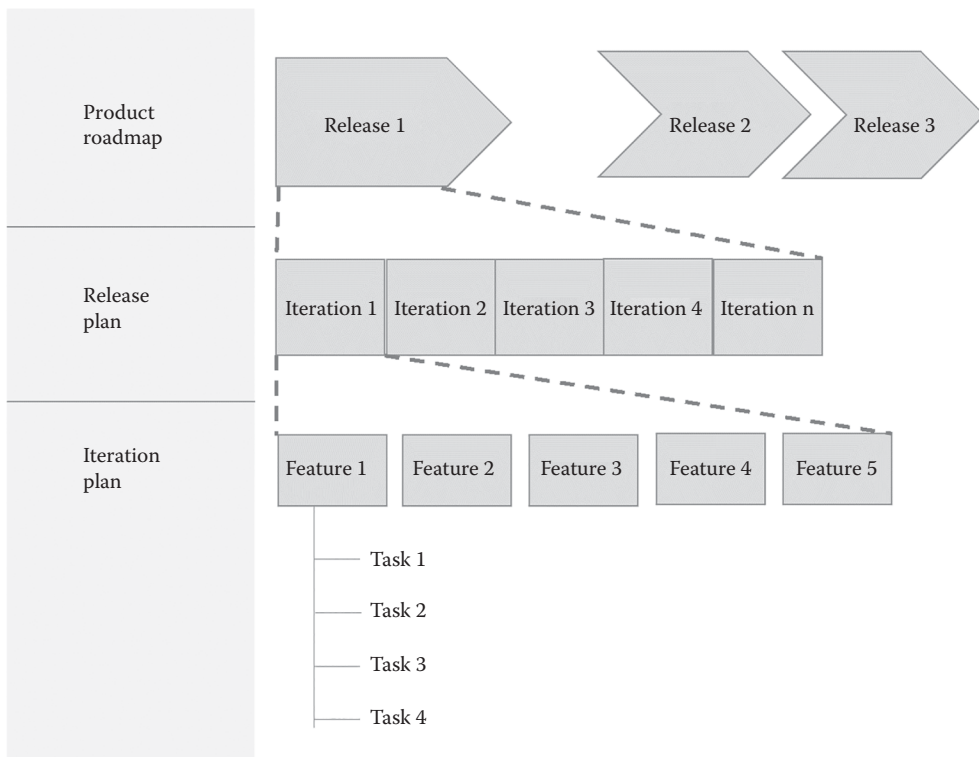 Product
roadmap
Release 1
Release 2
Release 3
Release
plan
Iteration 1
Iteration 2
Iteration 3
Iteration 4
Iteration n
Iteration
plan
Feature 1
Feature 2
Feature 3
Feature 4
Feature 5
Task 1
Task 2
Task 3
Task 4